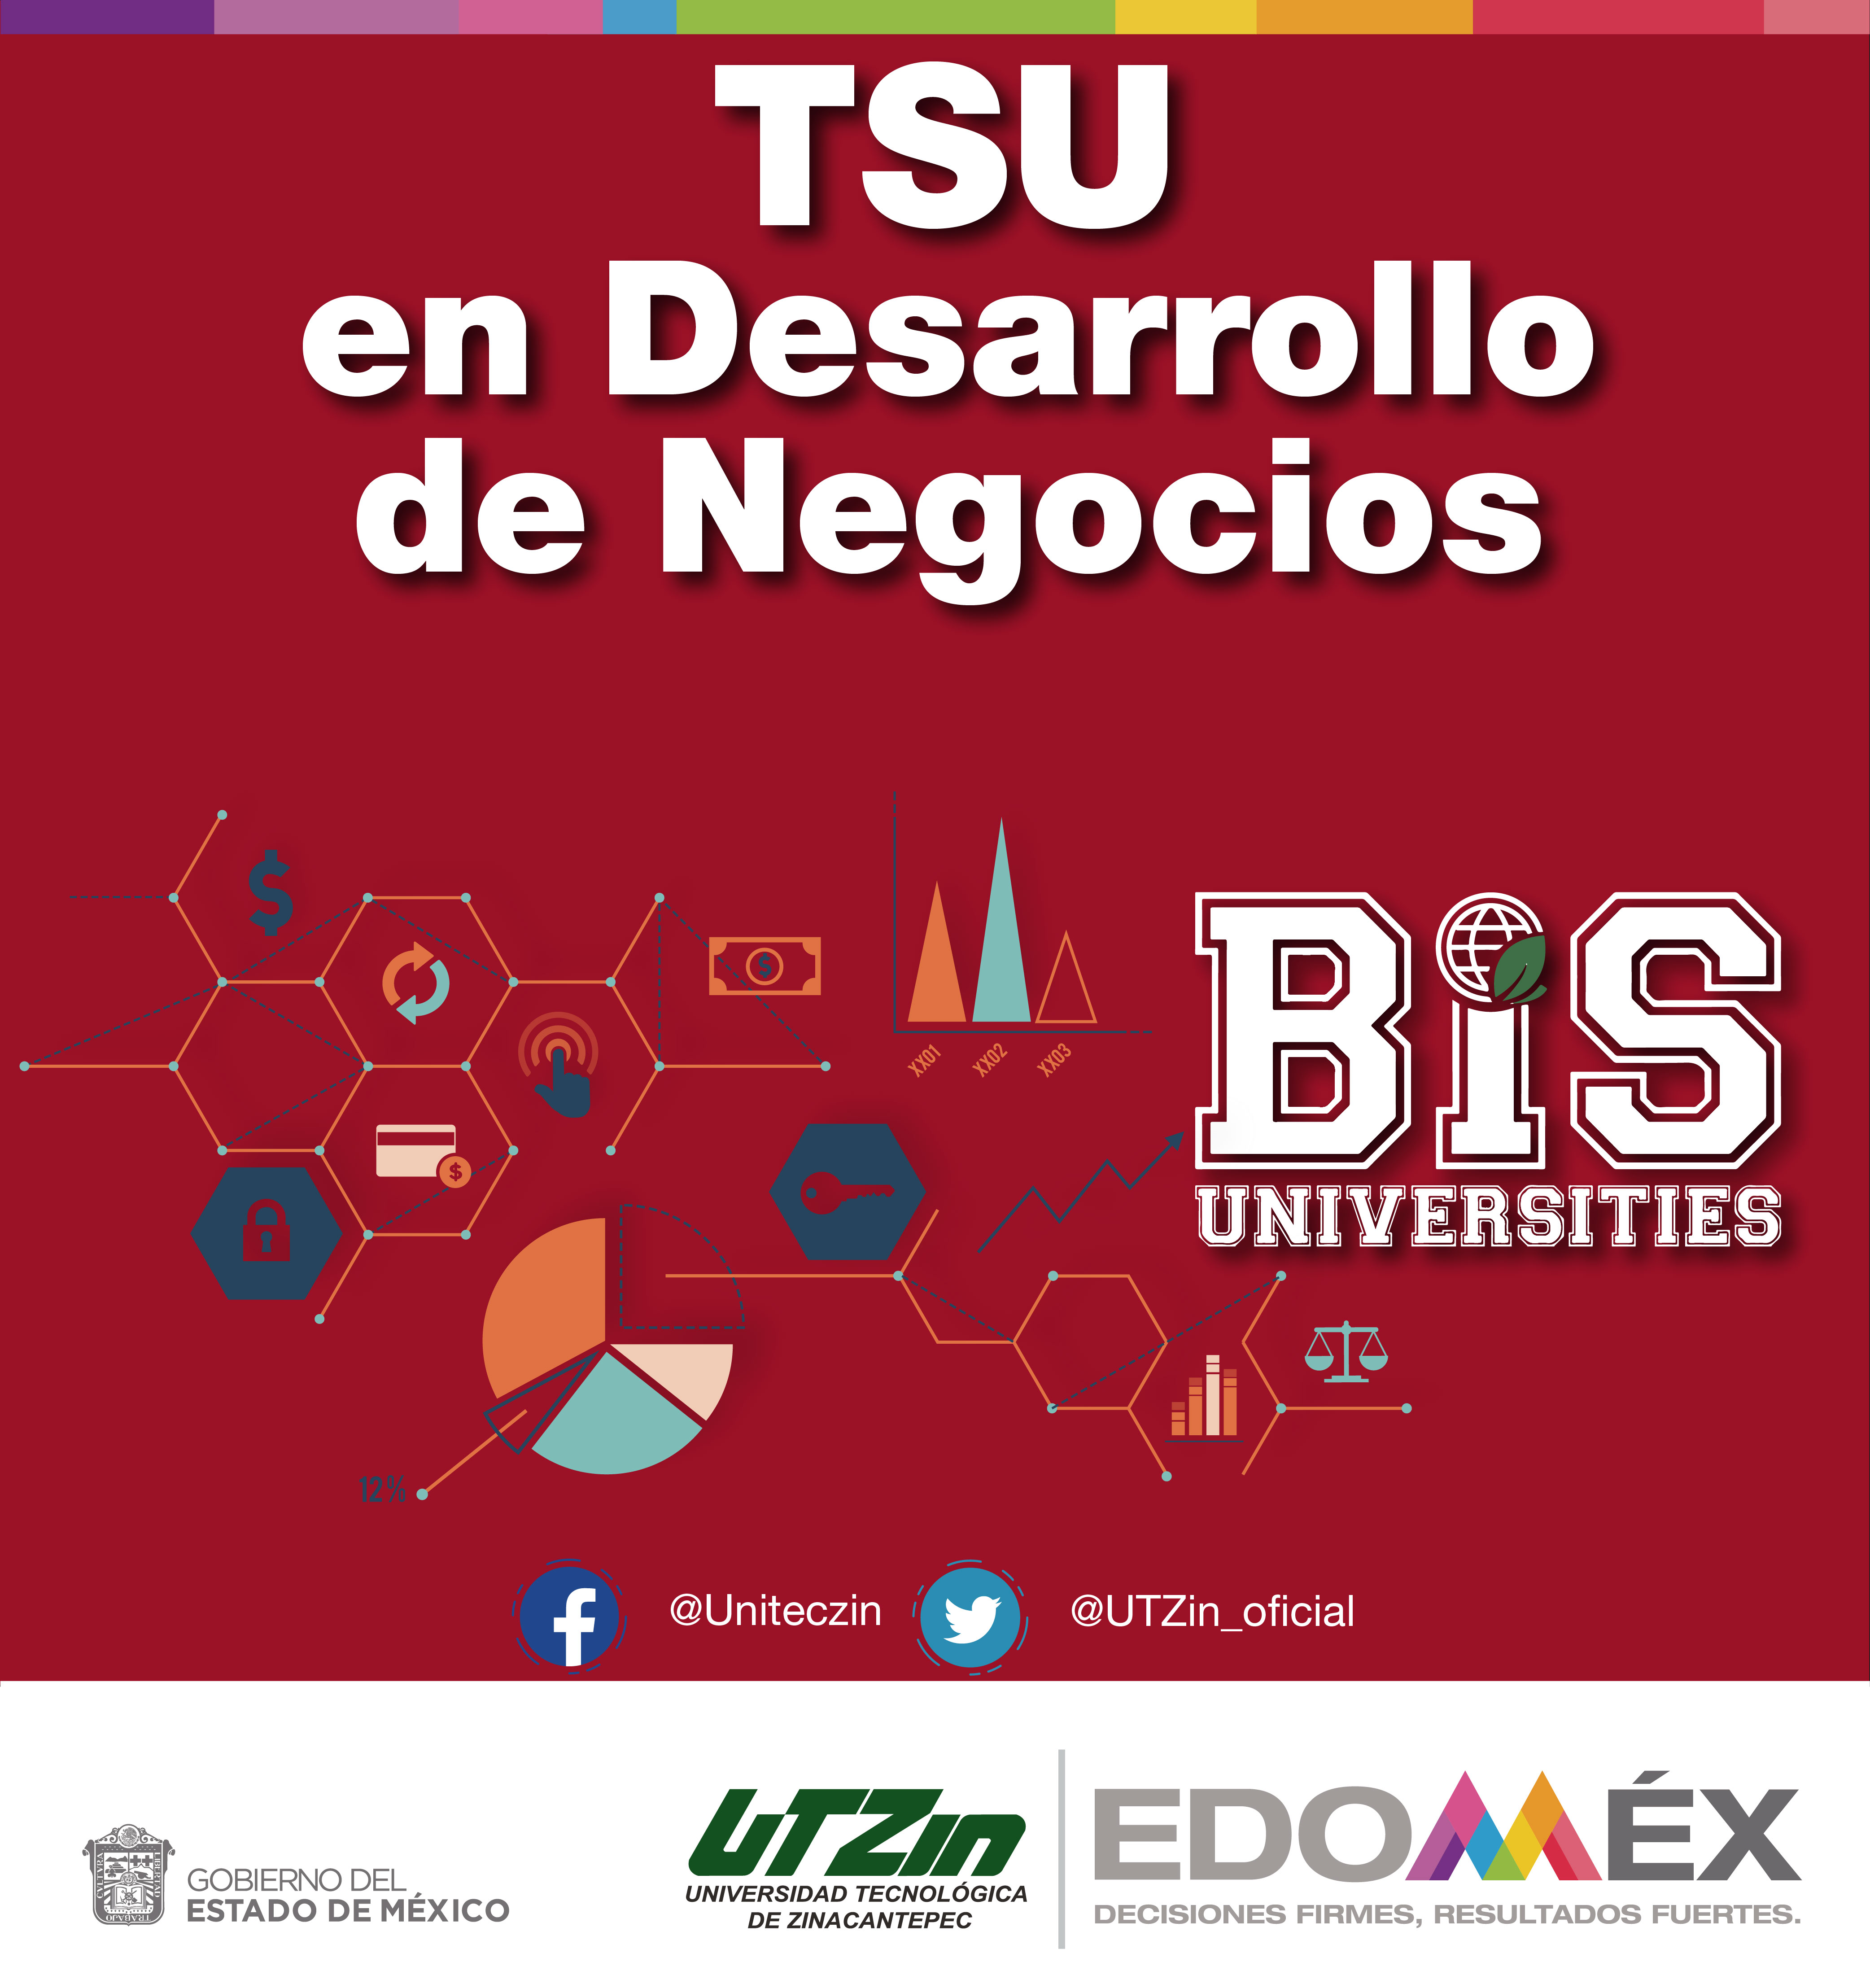 TSU
en Desarrollo
de Negocios
$
$
XX01
XX02
XX03
BiS
UNIVERSITIES
$
12%
f
@Uniteczin
@UTZin_oficial
GOBIERNO DEL
ESTADO DE MÉXICO
UTZin
UNIVERSIDAD TECNOLÓGICA
DE ZINACANTEPEC
EDOMÉX
DECISIONES FIRMES, RESULTADOS FUERTES.